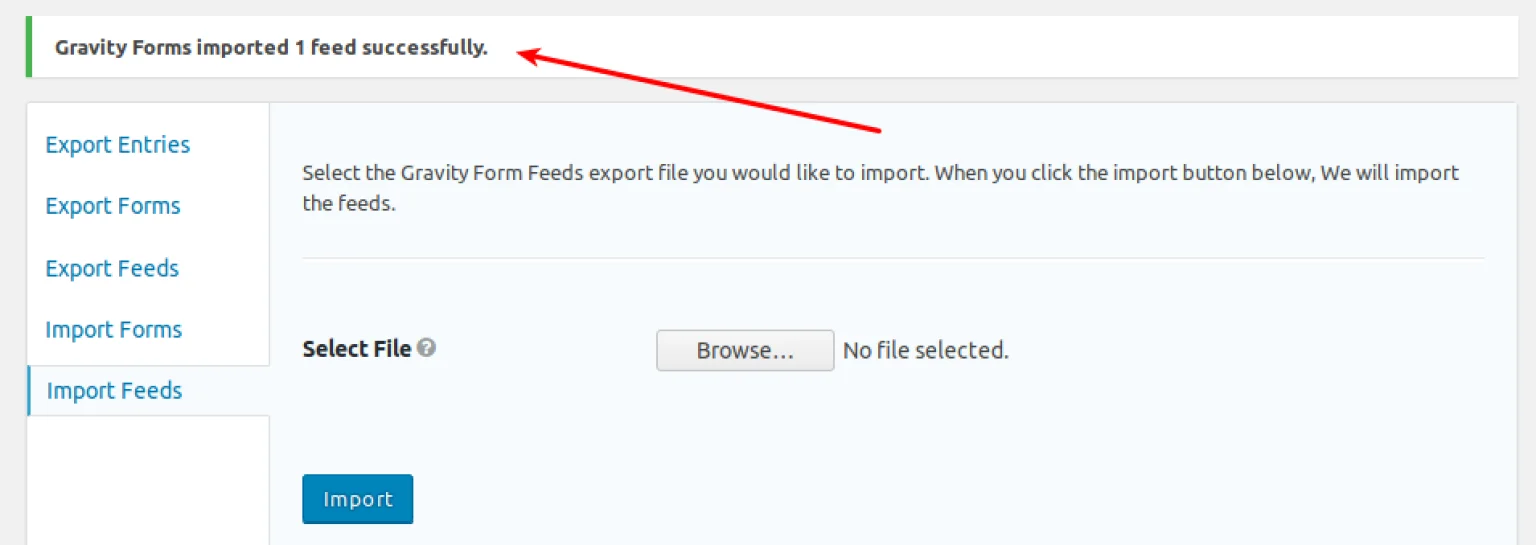 Gravity Forms imported 1 feed successfully.
Export Entries
Export Forms
Export Feeds
Import Forms
Import Feeds
Select the Gravity Form Feeds export file you would like to import. When you click the import button below, We will import
the feeds.
Select File ?
Browse... No file selected.
Import